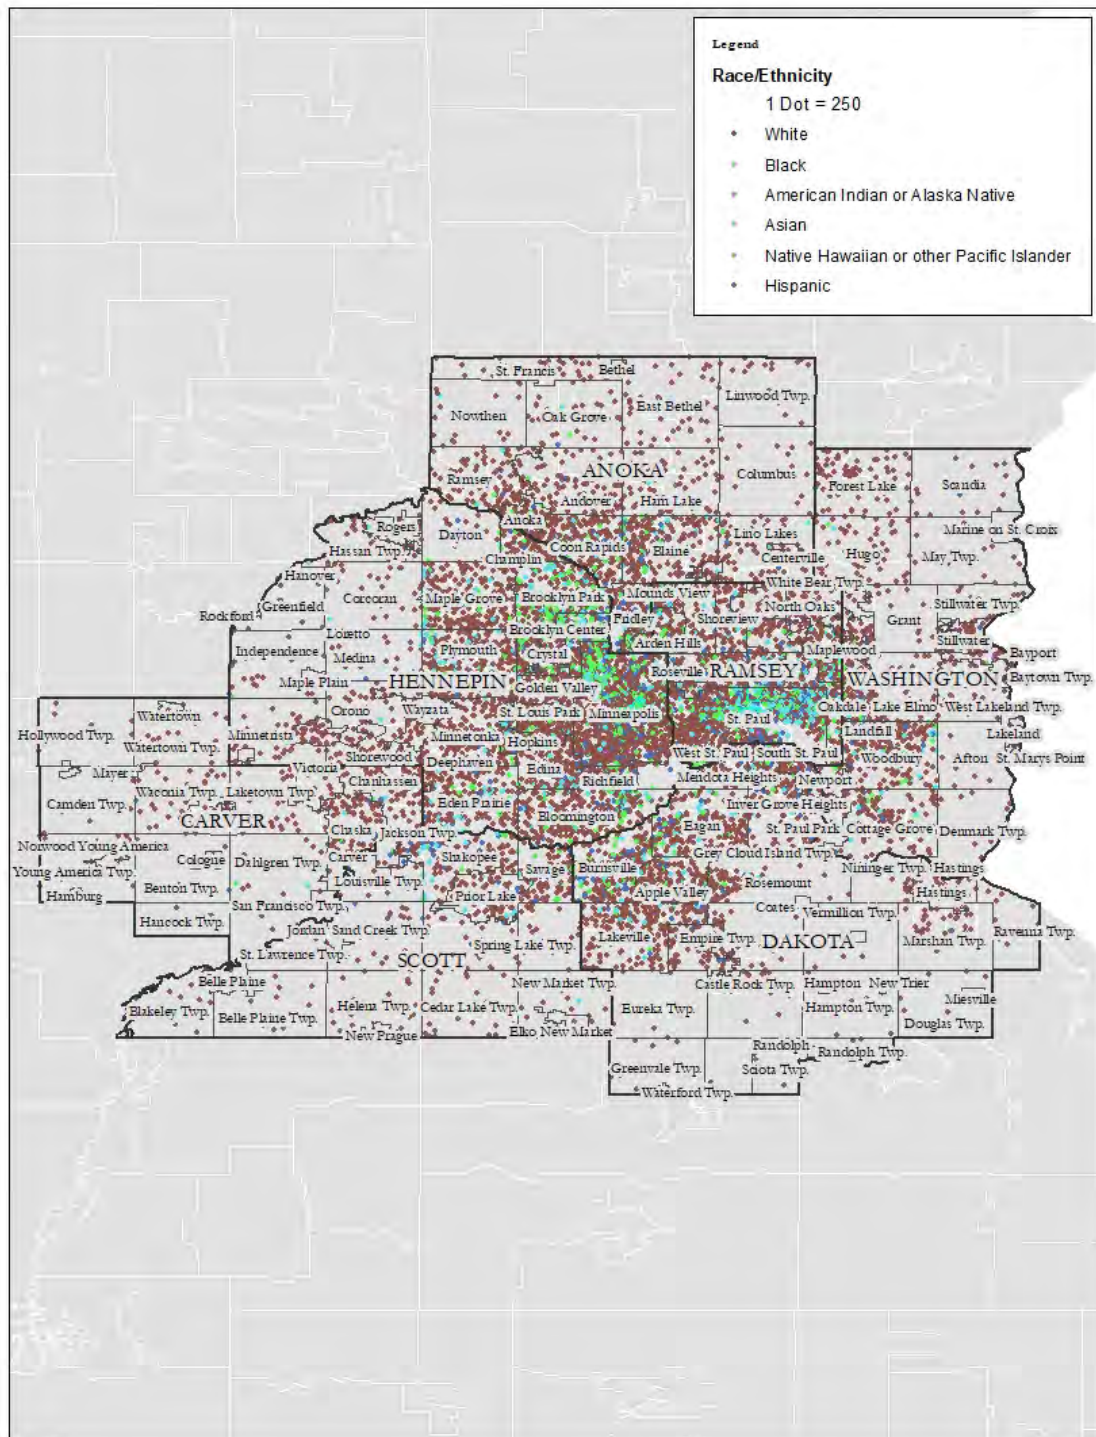 Legend
Race/Ethnicity
1 Dot = 250
White
Black
American Indian or Alaska Native
Asian
Native Hawaiian or other Pacific Islander
Hispanic
St. Francis
Bethel
Linwood Twp.
Nowthen
Oak Grove
East Bethel
ANOKA
Ramsey
Columbus
Forest Lake
Scandia
Andover
Ham Lake
Rogers
Anoka
Dayton
Lino Lakes
Marine on St. Croix
Hassan Twp.
Coon Rapids
Blaine
Champlin
Centerville
Hugo
May Twp.
Hanover
White Bear Twp.
Corcoran
Maple Grove
Brooklyn Park
Mounds View
Greenfield
North Oaks
Stillwater Twp.
Rockford
Fridley
Shoreview
Grant
Brooklyn Center
Loretto
Arden Hills
Stillwater
Independence
Plymouth
Crystal
Maplewood
Bayport
Medina
Roseville
RAMSEY
WASHINGTON
Baytown Twp.
Maple Plain
HENNEPIN
Golden Valley
Orono
Wayzata
St. Louis Park
Minneapolis
St. Paul
Oakdale
Lake Elmo
West Lakeland Twp.
Watertown
Hollywood Twp.
Minnetrista
Minnetonka
Hopkins
Landfall
Lakeland
Watertown Twp.
Shorewood
Deephaven
Edina
West St. Paul
South St. Paul
Woodbury
Afton
St. Marys Point
Mayer
Victoria
Chanhassen
Richfield
Mendota Heights
Newport
Waconia Twp.
Laketown Twp.
Camden Twp.
Eden Prairie
Inver Grove Heights
CARVER
Bloomington
Chaska
Jackson Twp.
Eagan
St. Paul Park
Cottage Grove
Denmark Twp.
Norwood Young America
Cologne
Dahlgren Twp.
Carver
Shakopee
Savage
Burnsville
Grey Cloud Island Twp.
Young America Twp.
Nininger Twp.
Hastings
Benton Twp.
Louisville Twp.
Apple Valley
Rosemount
Hamburg
Prior Lake
Hastings
San Francisco Twp.
Coates
Vermillion Twp.
Hancock Twp.
Jordan
Sand Creek Twp.
Ravenna Twp.
Lakeville
Empire Twp.
DAKOTA
Marshan Twp.
Spring Lake Twp.
St. Lawrence Twp.
SCOTT
Belle Plaine
New Market Twp.
Castle Rock Twp.
Hampton
New Trier
Blakeley Twp.
Belle Plaine Twp.
Helena Twp.
Cedar Lake Twp.
Eureka Twp.
Hampton Twp.
Miesville
New Prague
Elko New Market
Douglas Twp.
Randolph
Randolph Twp.
Greenvale Twp.
Sciota Twp.
Waterford Twp.